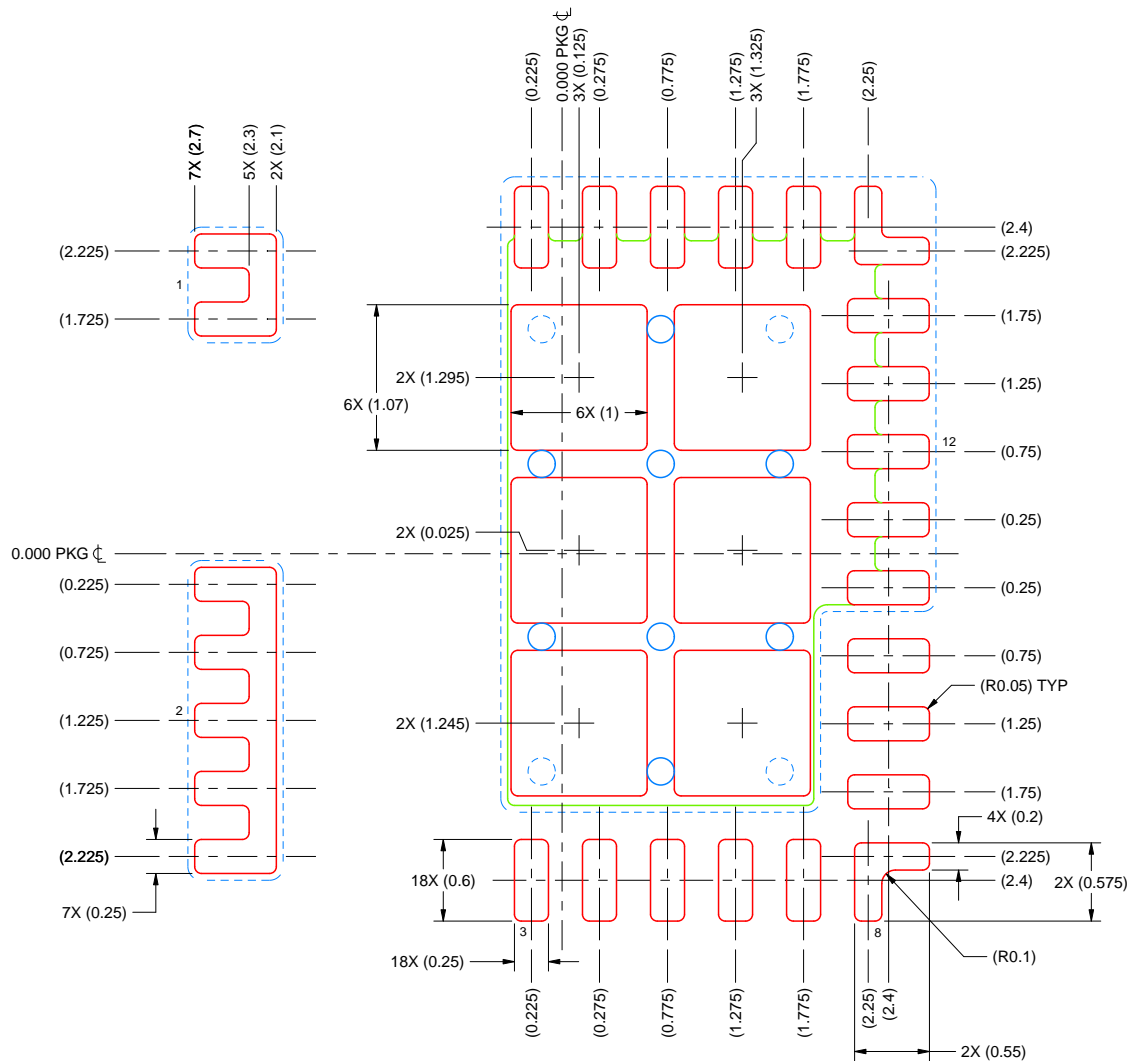 0.000 PKG ℄
(0.225)
3X (0.125)
(0.275)
(0.775)
(1.275)
3X (1.325)
(1.775)
(2.25)
7X (2.7)
5X (2.3)
2X (2.1)
(2.225)
1
(1.725)
(2.4)
(2.225)
(1.75)
2X (1.295)
(1.25)
6X (1.07)
6X (1)
12
(0.75)
(0.25)
2X (0.025)
0.000 PKG ℄
(0.225)
(0.25)
(0.725)
(0.75)
(R0.05) TYP
2
(1.225)
2X (1.245)
(1.25)
(1.725)
(1.75)
4X (0.2)
(2.225)
(2.225)
18X (0.6)
(2.4)
2X (0.575)
7X (0.25)
3
8
18X (0.25)
(R0.1)
(0.225)
(0.275)
(0.775)
(1.275)
(1.775)
(2.25)
(2.4)
2X (0.55)